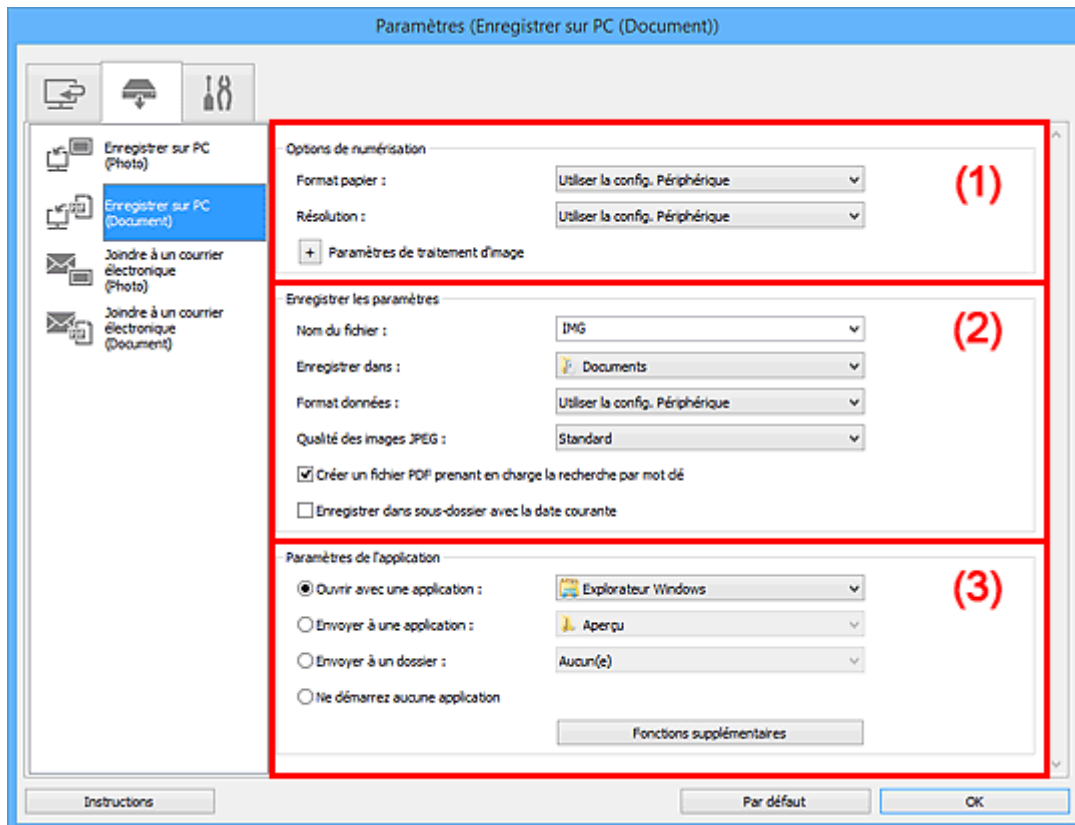 Paramètres (Enregistrer sur PC (Document))
Enregistrer sur PC
(Photo)
Enregistrer sur PC
(Document)
Joindre à un courrier
électronique
(Photo)
Joindre à un courrier
électronique
(Document)
Options de numérisation
(1)
Format papier : Utiliser la config. Périphérique
Résolution : Utiliser la config. Périphérique
+ Paramètres de traitement d'image
Enregistrer les paramètres
(2)
Nom du fichier : IMG
Enregistrer dans : Documents
Format données : Utiliser la config. Périphérique
Qualité des images JPEG : Standard
Créer un fichier PDF prenant en charge la recherche par mot clé
Enregistrer dans sous-dossier avec la date courante
Paramètres de l'application
(3)
Ouvrir avec une application : Explorateur Windows
Envoyer à une application : Aperçu
Envoyer à un dossier : Aucun(e)
Ne démarrez aucune application
Fonctions supplémentaires
Instructions
Par défaut
OK